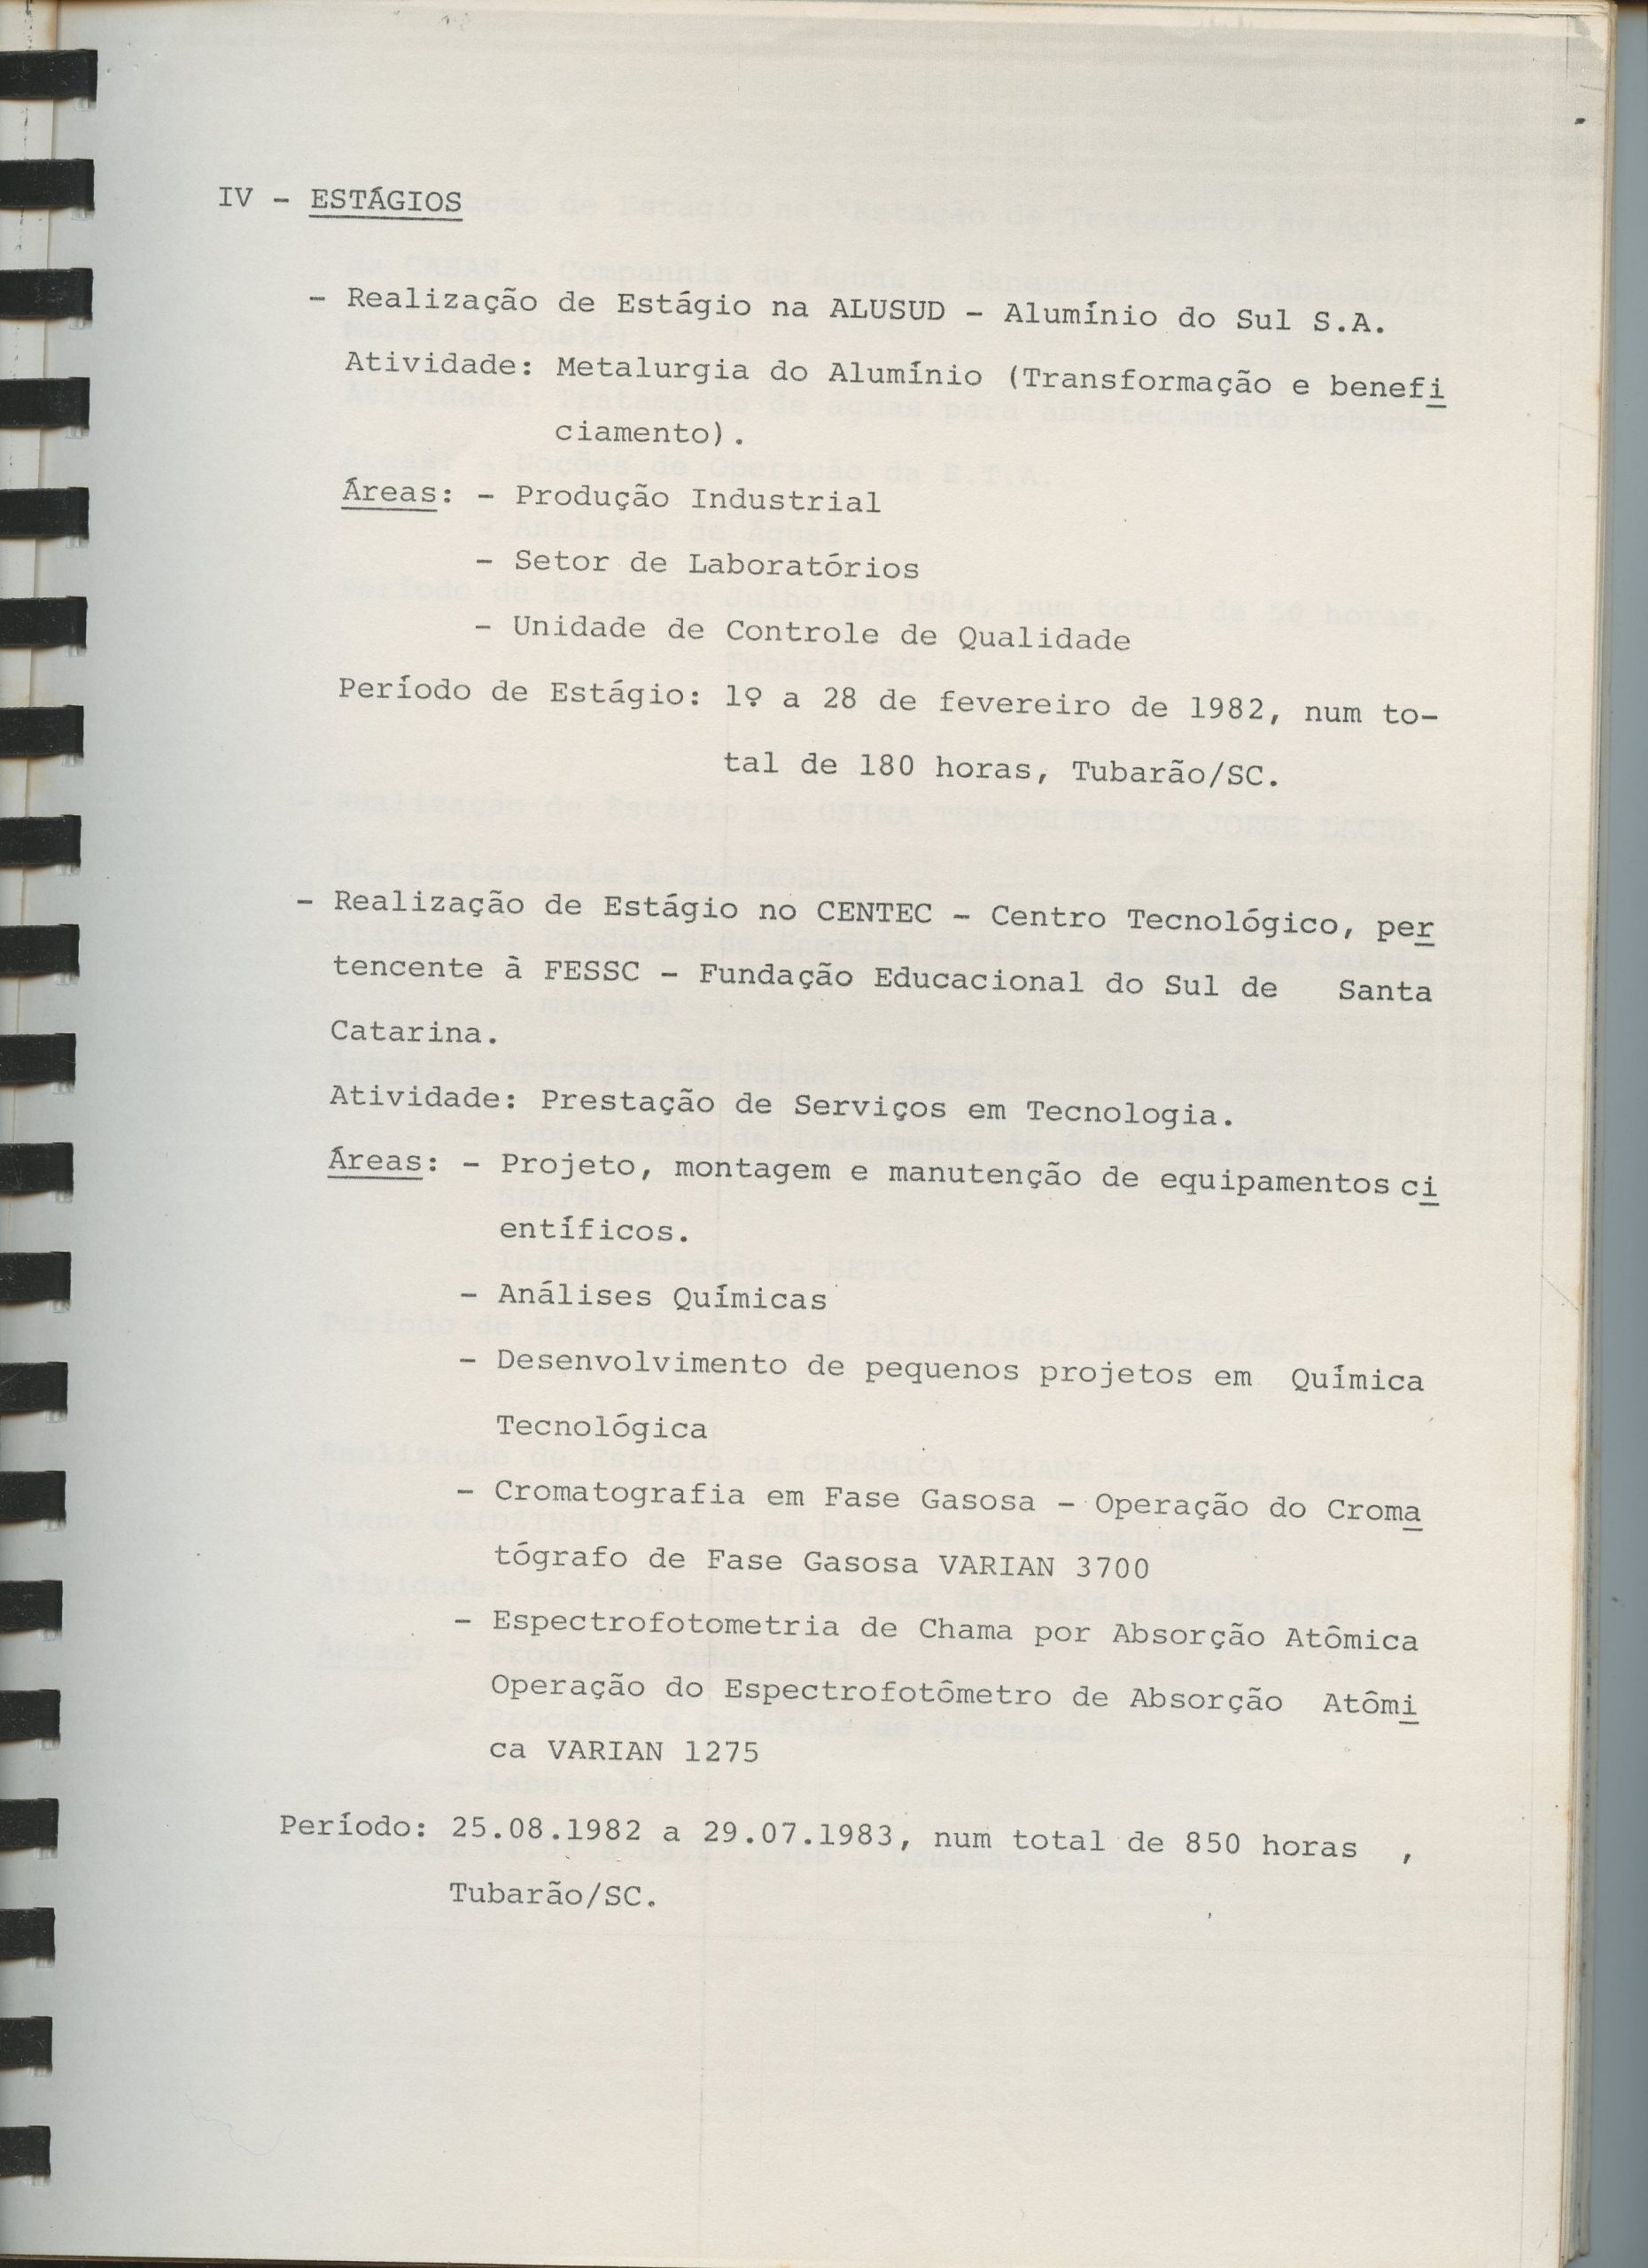 IV - ESTÁGIOS
- Realização de Estágio na ALUSUD - Alumínio do Sul S.A.
Atividade: Metalurgia do Alumínio (Transformação e benefi
ciamento).
Áreas: - Produção Industrial
- Setor de Laboratórios
- Unidade de Controle de Qualidade
Período de Estágio: 1º a 28 de fevereiro de 1982, num to-
tal de 180 horas, Tubarão/SC.
- Realização de Estágio no CENTEC - Centro Tecnológico, per
tencente à FESSC - Fundação Educacional do Sul de Santa
Catarina.
Atividade: Prestação de Serviços em Tecnologia.
Áreas: - Projeto, montagem e manutenção de equipamentos ci
entíficos.
- Análises Químicas
- Desenvolvimento de pequenos projetos em Química
Tecnológica
- Cromatografia em Fase Gasosa - Operação do Croma
tógrafo de Fase Gasosa VARIAN 3700
- Espectrofotometria de Chama por Absorção Atômica
Operação do Espectrofotômetro de Absorção Atômi
ca VARIAN 1275
Período: 25.08.1982 a 29.07.1983, num total de 850 horas ,
Tubarão/SC.